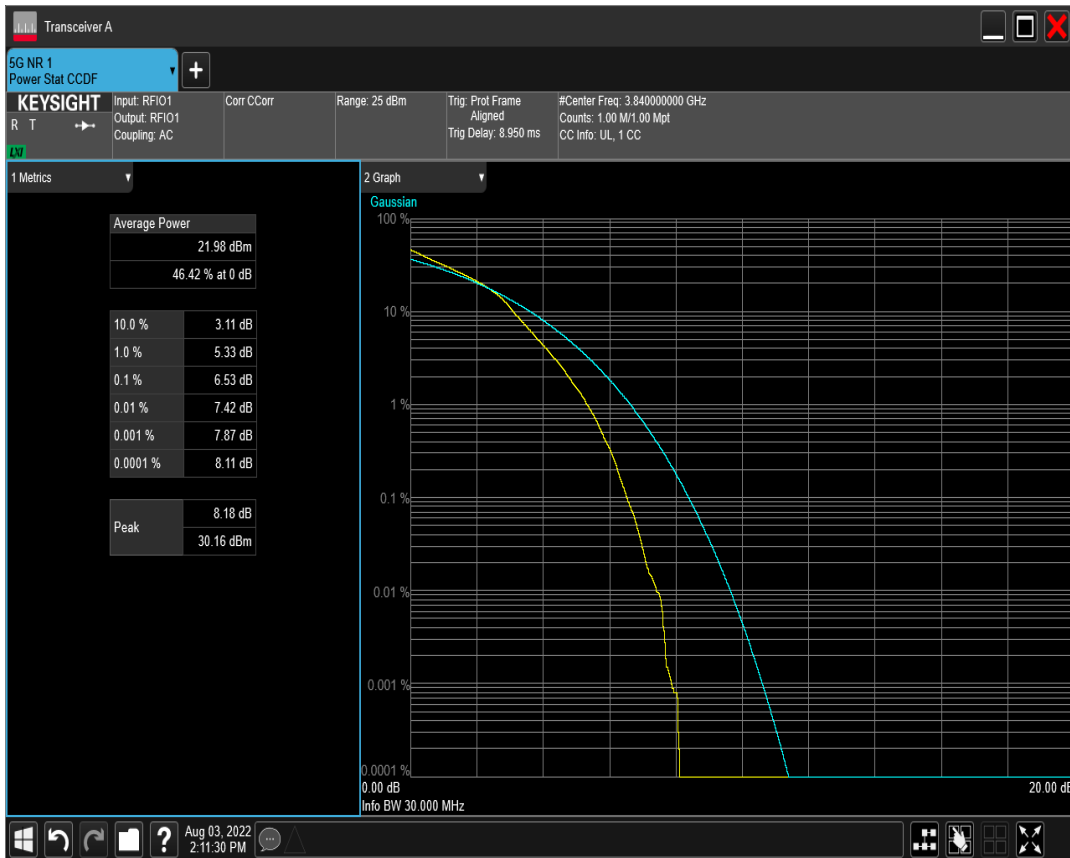 Transceiver A
5G NR 1
Power Stat CCDF
KEYSIGHT
R T
LXI
Input: RFIO1
Output: RFIO1
Coupling: AC
Corr CCorr
Range: 25 dBm
Trig: Prot Frame
Aligned
Trig Delay: 8.950 ms
#Center Freq: 3.840000000 GHz
Counts: 1.00 M/1.00 Mpt
CC Info: UL, 1 CC
1 Metrics
Average Power
21.98 dBm
46.42 % at 0 dB
10.0 % 3.11 dB
1.0 % 5.33 dB
0.1 % 6.53 dB
0.01 % 7.42 dB
0.001 % 7.87 dB
0.0001 % 8.11 dB
Peak 8.18 dB
30.16 dBm
2 Graph
Gaussian
100 %
10 %
1 %
0.1 %
0.01 %
0.001 %
0.0001 %
0.00 dB 20.00 dB
Info BW 30.000 MHz
Aug 03, 2022
2:11:30 PM